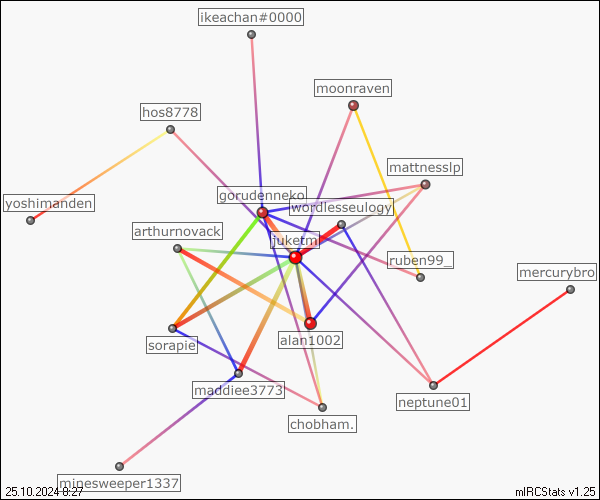 ikeachan#0000
moonraven
hos8778
mattnesslp
gorudenneko
yoshimanden
wordlesseulogy
arthurnovack
juketm
ruben99_
mercurybro
sorapie
alan1002
maddiee3773
neptune01
chobham.
minesweeper1337
25.10.2024 8:27
mIRCStats v1.25